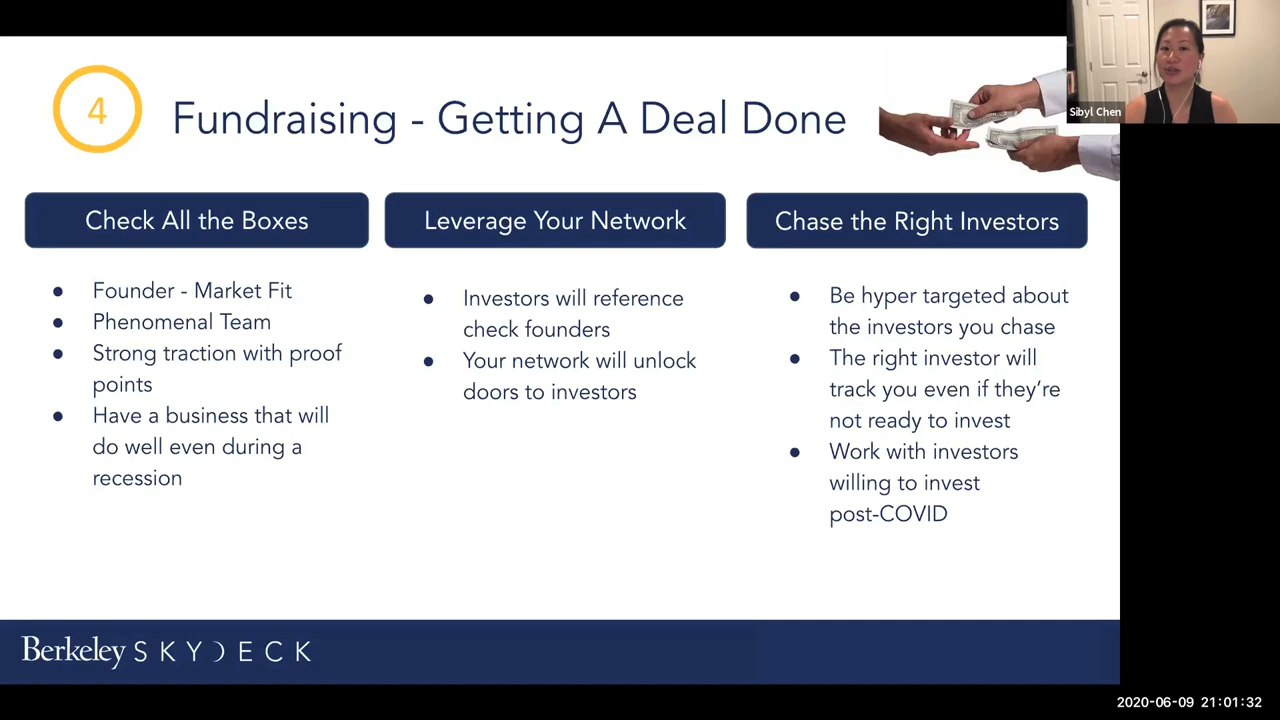 4
Fundraising - Getting A Deal Done
Sibyl Chen
Check All the Boxes
● Founder - Market Fit
● Phenomenal Team
● Strong traction with proof
points
● Have a business that will
do well even during a
recession
Leverage Your Network
● Investors will reference
check founders
● Your network will unlock
doors to investors
Chase the Right Investors
● Be hyper targeted about
the investors you chase
● The right investor will
track you even if they’re
not ready to invest
● Work with investors
willing to invest
post-COVID
Berkeley SKYDECK
2020-06-09 21:01:32